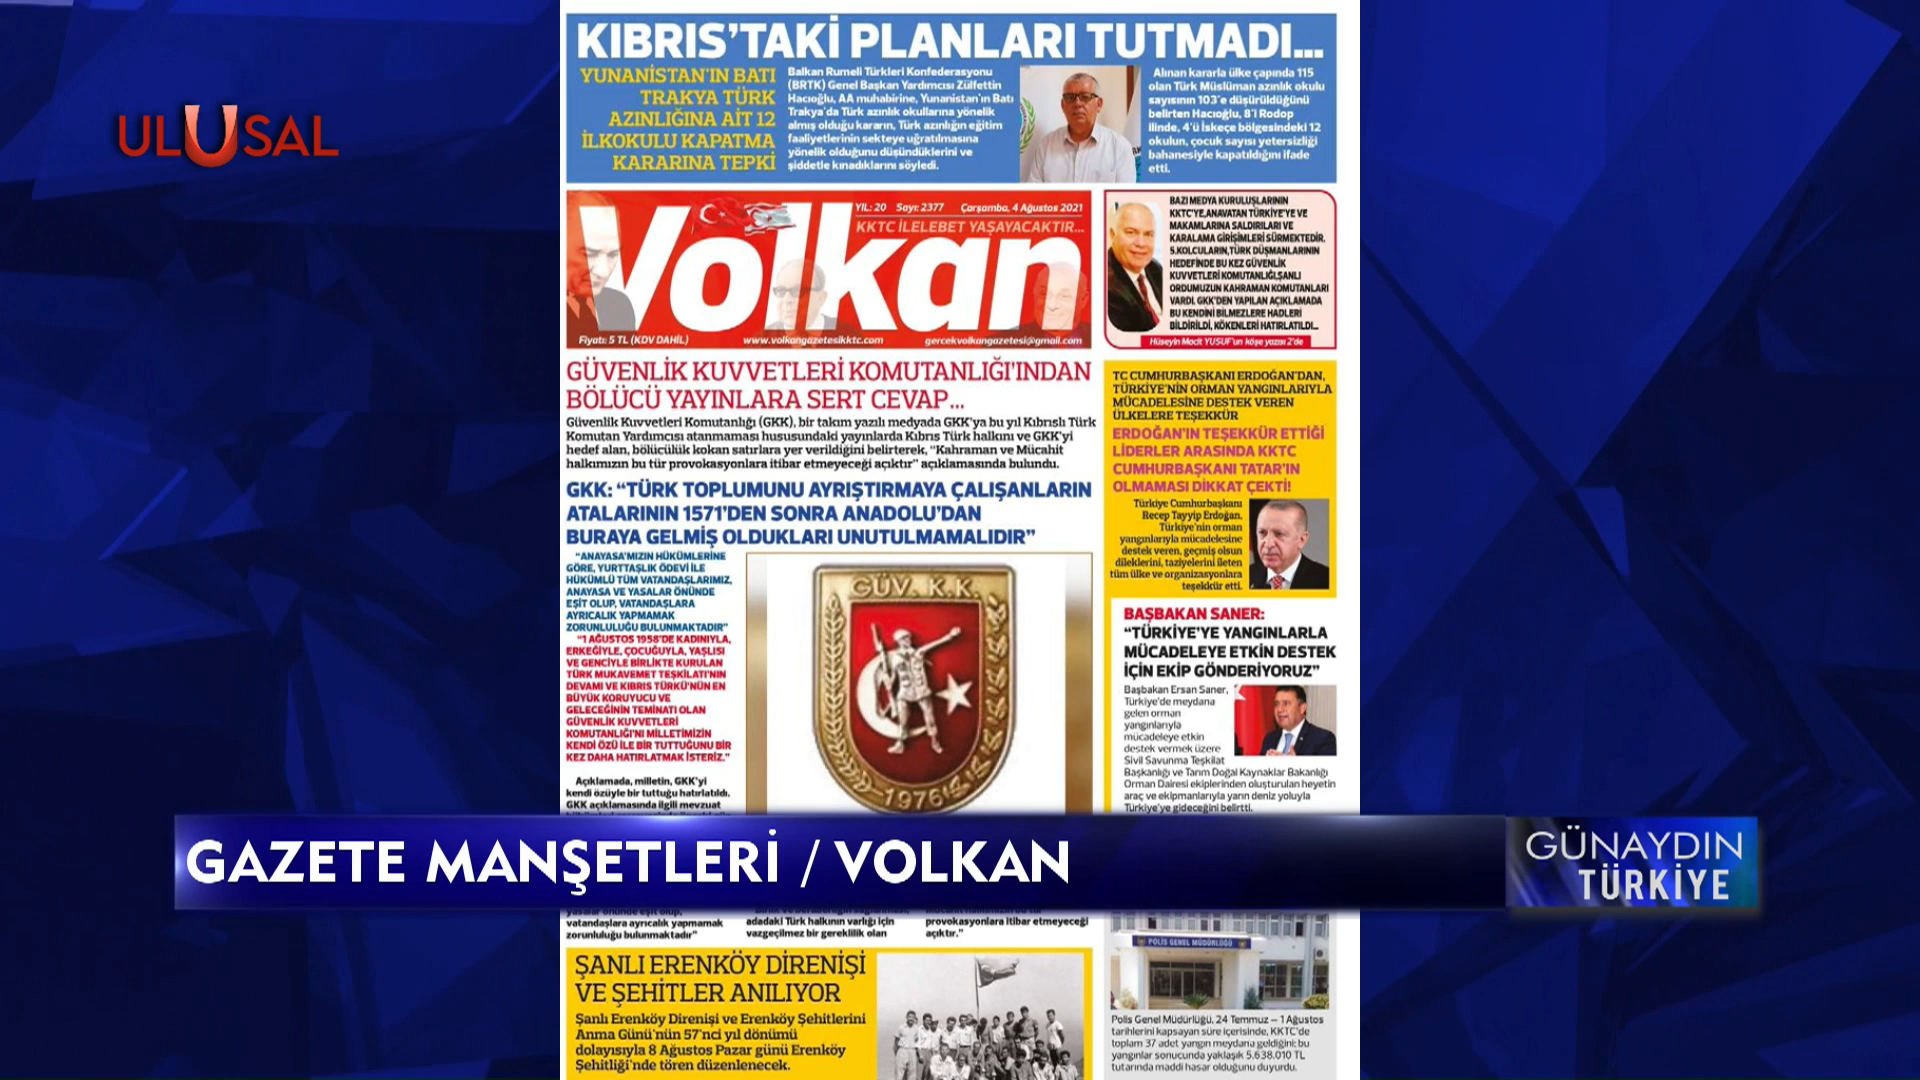 ULUSAL
KIBRIS’TAKİ PLANLARI TUTMADI...
YUNANİSTAN'IN BATI
TRAKYA TÜRK
AZINLIĞINA AİT 12
İLKOKULU KAPATMA
KARARINA TEPKİ
Balkan Rumeli Türkleri Konfederasyonu
(BRTK) Genel Başkan Yardımcısı Zülfettin
Hacıoğlu, AA muhabirine, Yunanistan'ın Batı
Trakya'da Türk azınlık okullarına yönelik
almış olduğu kararın, Türk azınlığın eğitim
faaliyetlerinin sekteye uğratılmasına
yönelik olduğunu düşündüklerini ve
şiddetle kınadıklarını söyledi.
Alınan kararla ülke çapında 115
olan Türk Müslüman azınlık okulu
sayısının 103'e düşürüldüğünü
belirten Hacıoğlu, 8'i Rodop
ilinde, 4'ü İskeçe bölgesindeki 12
okulun, çocuk sayısı yetersizliği
bahanesiyle kapatıldığını ifade
etti.
YIL: 20 Sayı: 2377 Çarşamba, 4 Ağustos 2021
KKTC İLELEBET YAŞAYACAKTIR...
Volkan
Fiyatı: 5 TL (KDV DAHİL) www.volkangazetesikktc.com gercekvolkangazetesi@gmail.com
BAZI MEDYA KURULUŞLARININ
KKTC'YE,ANAVATAN TÜRKİYE'YE VE
MAKAMLARINA SALDIRILARI VE
KARALAMA GİRİŞİMLERİ SÜRMEKTEDİR.
5.KOLCULARIN,TÜRK DÜŞMANLARININ
HEDEFİNDE BU KEZ GÜVENLİK
KUVVETLERİ KOMUTANLIĞI,ŞANLI
ORDUMUZUN KAHRAMAN KOMUTANLARI
VARDI. GKK'DEN YAPILAN AÇIKLAMADA
BU KENDİNİ BİLMEZLERE HADLERİ
BİLDİRİLDİ, KÖKENLERİ HATIRLATILDI...
Hüseyin Macit YUSUF'un köşe yazısı 2'de
GÜVENLİK KUVVETLERİ KOMUTANLIĞI'INDAN
BÖLÜCÜ YAYINLARA SERT CEVAP...
Güvenlik Kuvvetleri Komutanlığı (GKK), bir takım yazılı medyada GKK'ya bu yıl Kıbrıslı Türk
Komutan Yardımcısı atanmaması hususundaki yayınlarda Kıbrıs Türk halkını ve GKK'yi
hedef alan, bölücülük kokan satırlara yer verildiğini belirterek, “Kahraman ve Mücahit
halkımızın bu tür provokasyonlara itibar etmeyeceği açıktır” açıklamasında bulundu.
GKK: “TÜRK TOPLUMUNU AYRIŞTIRMAYA ÇALIŞANLARIN
ATALARININ 1571’DEN SONRA ANADOLU’DAN
BURAYA GELMİŞ OLDUKLARI UNUTULMAMALIDIR”
“ANAYASA'MIZIN HÜKÜMLERİNE
GÖRE, YURTTAŞLIK ÖDEVİ İLE
HÜKÜMLÜ TÜM VATANDAŞLARIMIZ,
ANAYASA VE YASALAR ÖNÜNDE
EŞİT OLUP, VATANDAŞLARA
AYRICALIK YAPMAMAK
ZORUNLULUĞU BULUNMAKTADIR”
“1 AĞUSTOS 1958'DE KADINIYLA,
ERKEĞİYLE, ÇOCUĞUYLA, YAŞLISI
VE GENCİYLE BİRLİKTE KURULAN
TÜRK MUKAVEMET TEŞKİLATI'NIN
DEVAMI VE KIBRIS TÜRKÜ'NÜN EN
BÜYÜK KORUYUCU VE
GELECEĞİNİN TEMİNATI OLAN
GÜVENLİK KUVVETLERİ
KOMUTANLIĞI'NI MİLLETİMİZİN
KENDİ ÖZÜ İLE BİR TUTTUĞUNU BİR
KEZ DAHA HATIRLATMAK İSTERİZ.”
Açıklamada, milletin, GKK'yi
kendi özüyle bir tuttuğu hatırlatıldı.
GKK açıklamasında ilgili mevzuat
GÜV. K. K.
1976
TC CUMHURBAŞKANI ERDOĞAN'DAN,
TÜRKİYE'NİN ORMAN YANGINLARIYLA
MÜCADELESİNE DESTEK VEREN
ÜLKELERE TEŞEKKÜR
ERDOĞAN'IN TEŞEKKÜR ETTİĞİ
LİDERLER ARASINDA KKTC
CUMHURBAŞKANI TATAR'IN
OLMAMASI DİKKAT ÇEKTİ!
Türkiye Cumhurbaşkanı
Recep Tayyip Erdoğan,
Türkiye'nin orman
yangınlarıyla mücadelesine
destek veren, geçmiş olsun
dileklerini, taziyelerini ileten
tüm ülke ve organizasyonlara
teşekkür etti.
BAŞBAKAN SANER:
“TÜRKİYE’YE YANGINLARLA
MÜCADELEYE ETKİN DESTEK
İÇİN EKİP GÖNDERİYORUZ”
Başbakan Ersan Saner,
Türkiye'de meydana
gelen orman
yangınlarıyla
mücadeleye etkin
destek vermek üzere
Sivil Savunma Teşkilat
Başkanlığı ve Tarım Doğal Kaynaklar Bakanlığı
Orman Dairesi ekiplerinden oluşturulan heyetin
araç ve ekipmanlarıyla yarın deniz yoluyla
Türkiye'ye gideceğini belirtti.
GAZETE MANŞETLERİ / VOLKAN
GÜNAYDIN
TÜRKİYE
yasalar önünde eşit olup,
vatandaşlara ayrıcalık yapmamak
zorunluluğu bulunmaktadır”
adadaki Türk halkının varlığı için
vazgeçilmez bir gereklilik olan
provokasyonlara itibar etmeyeceği
açıktır.”
POLİS GENEL MÜDÜRLÜĞÜ
ŞANLI ERENKÖY DİRENİŞİ
VE ŞEHİTLER ANILIYOR
Şanlı Erenköy Direnişi ve Erenköy Şehitlerini
Anma Günü'nün 57'nci yıl dönümü
dolayısıyla 8 Ağustos Pazar günü Erenköy
Şehitliği'nde tören düzenlenecek.
Polis Genel Müdürlüğü, 24 Temmuz – 1 Ağustos
tarihlerini kapsayan süre içerisinde, KKTC'de
toplam 37 adet yangın meydana geldiğini; bu
yangınlar sonucunda yaklaşık 5.638.010 TL
tutarında maddi hasar olduğunu duyurdu.